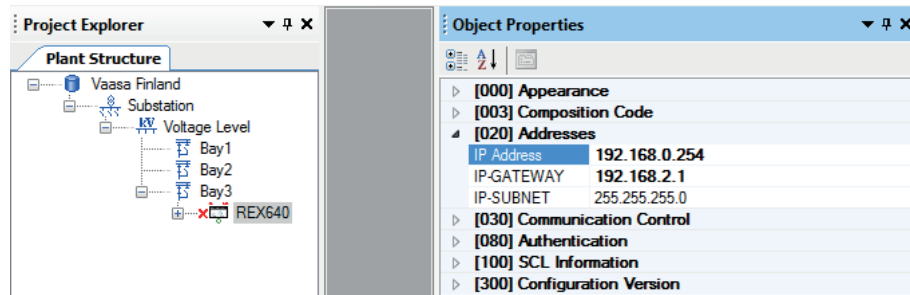 Project Explorer
Plant Structure
Vaasa Finland
Substation
Voltage Level
Bay1
Bay2
Bay3
REX640
Object Properties
[000] Appearance
[003] Composition Code
[020] Addresses
IP Address 192.168.0.254
IP-GATEWAY 192.168.2.1
IP-SUBNET 255.255.255.0
[030] Communication Control
[080] Authentication
[100] SCL Information
[300] Configuration Version